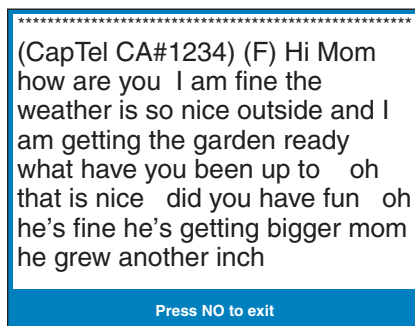 ******************************************************
(CapTel CA#1234) (F) Hi Mom
how are you  I am fine the
weather is so nice outside and I
am getting the garden ready
what have you been up to    oh
that is nice   did you have fun   oh
he's fine he's getting bigger mom
he grew another inch
Press NO to exit